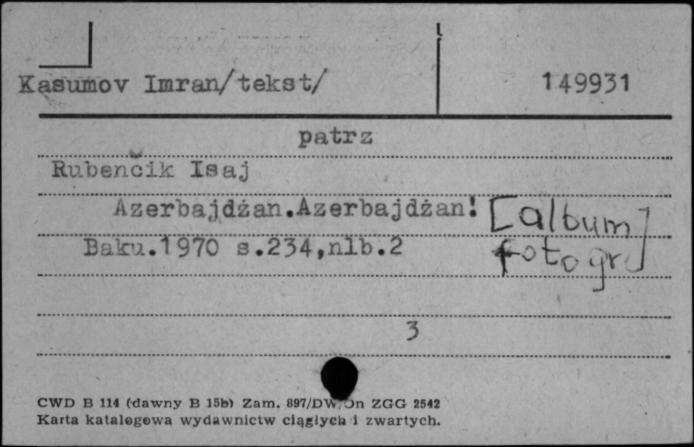 Kasumov Imran/tekst/ 149931
patrz
Rubenčik Isaj
Azerbajdżan.Azerbajdżan! [album
Baku.1970 s.234,nlb.2 fotogr]
3
CWD B 114 (dawny B 15b) Zam. 897/DW/On ZGG 2542
Karta katalogowa wydawnictw ciągłych i zwartych.